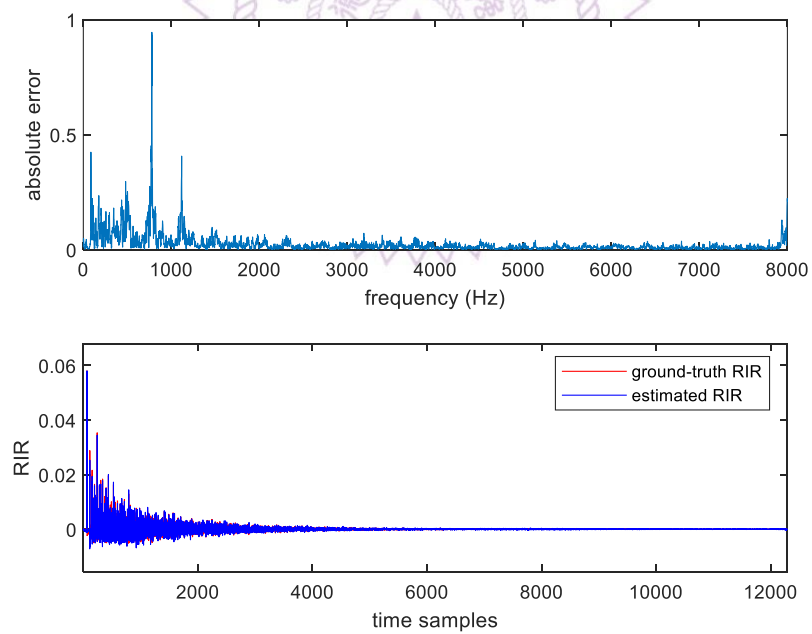 1
0.5
0
absolute error
0 1000 2000 3000 4000 5000 6000 7000 8000
frequency (Hz)
0.06
0.04
0.02
0
RIR
ground-truth RIR
estimated RIR
2000 4000 6000 8000 10000 12000
time samples